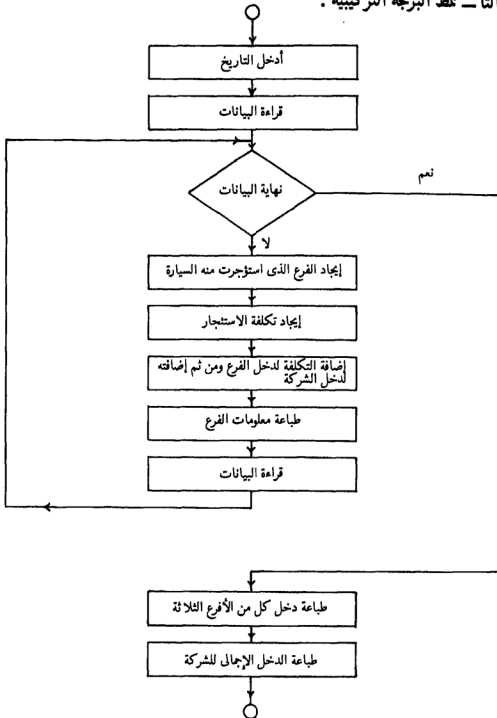 نمط البرمجة التركيبية :
أدخل التاريخ
قراءة البيانات
نهاية البيانات
نعم
لا
إيجاد الفرع الذى استؤجرت منه السيارة
إيجاد تكلفة الاستئجار
إضافة التكلفة لدخل الفرع ومن ثم إضافته
لدخل الشركة
طباعة معلومات الفرع
قراءة البيانات
طباعة دخل كل من الأفرع الثلاثة
طباعة الدخل الإجمالى للشركة